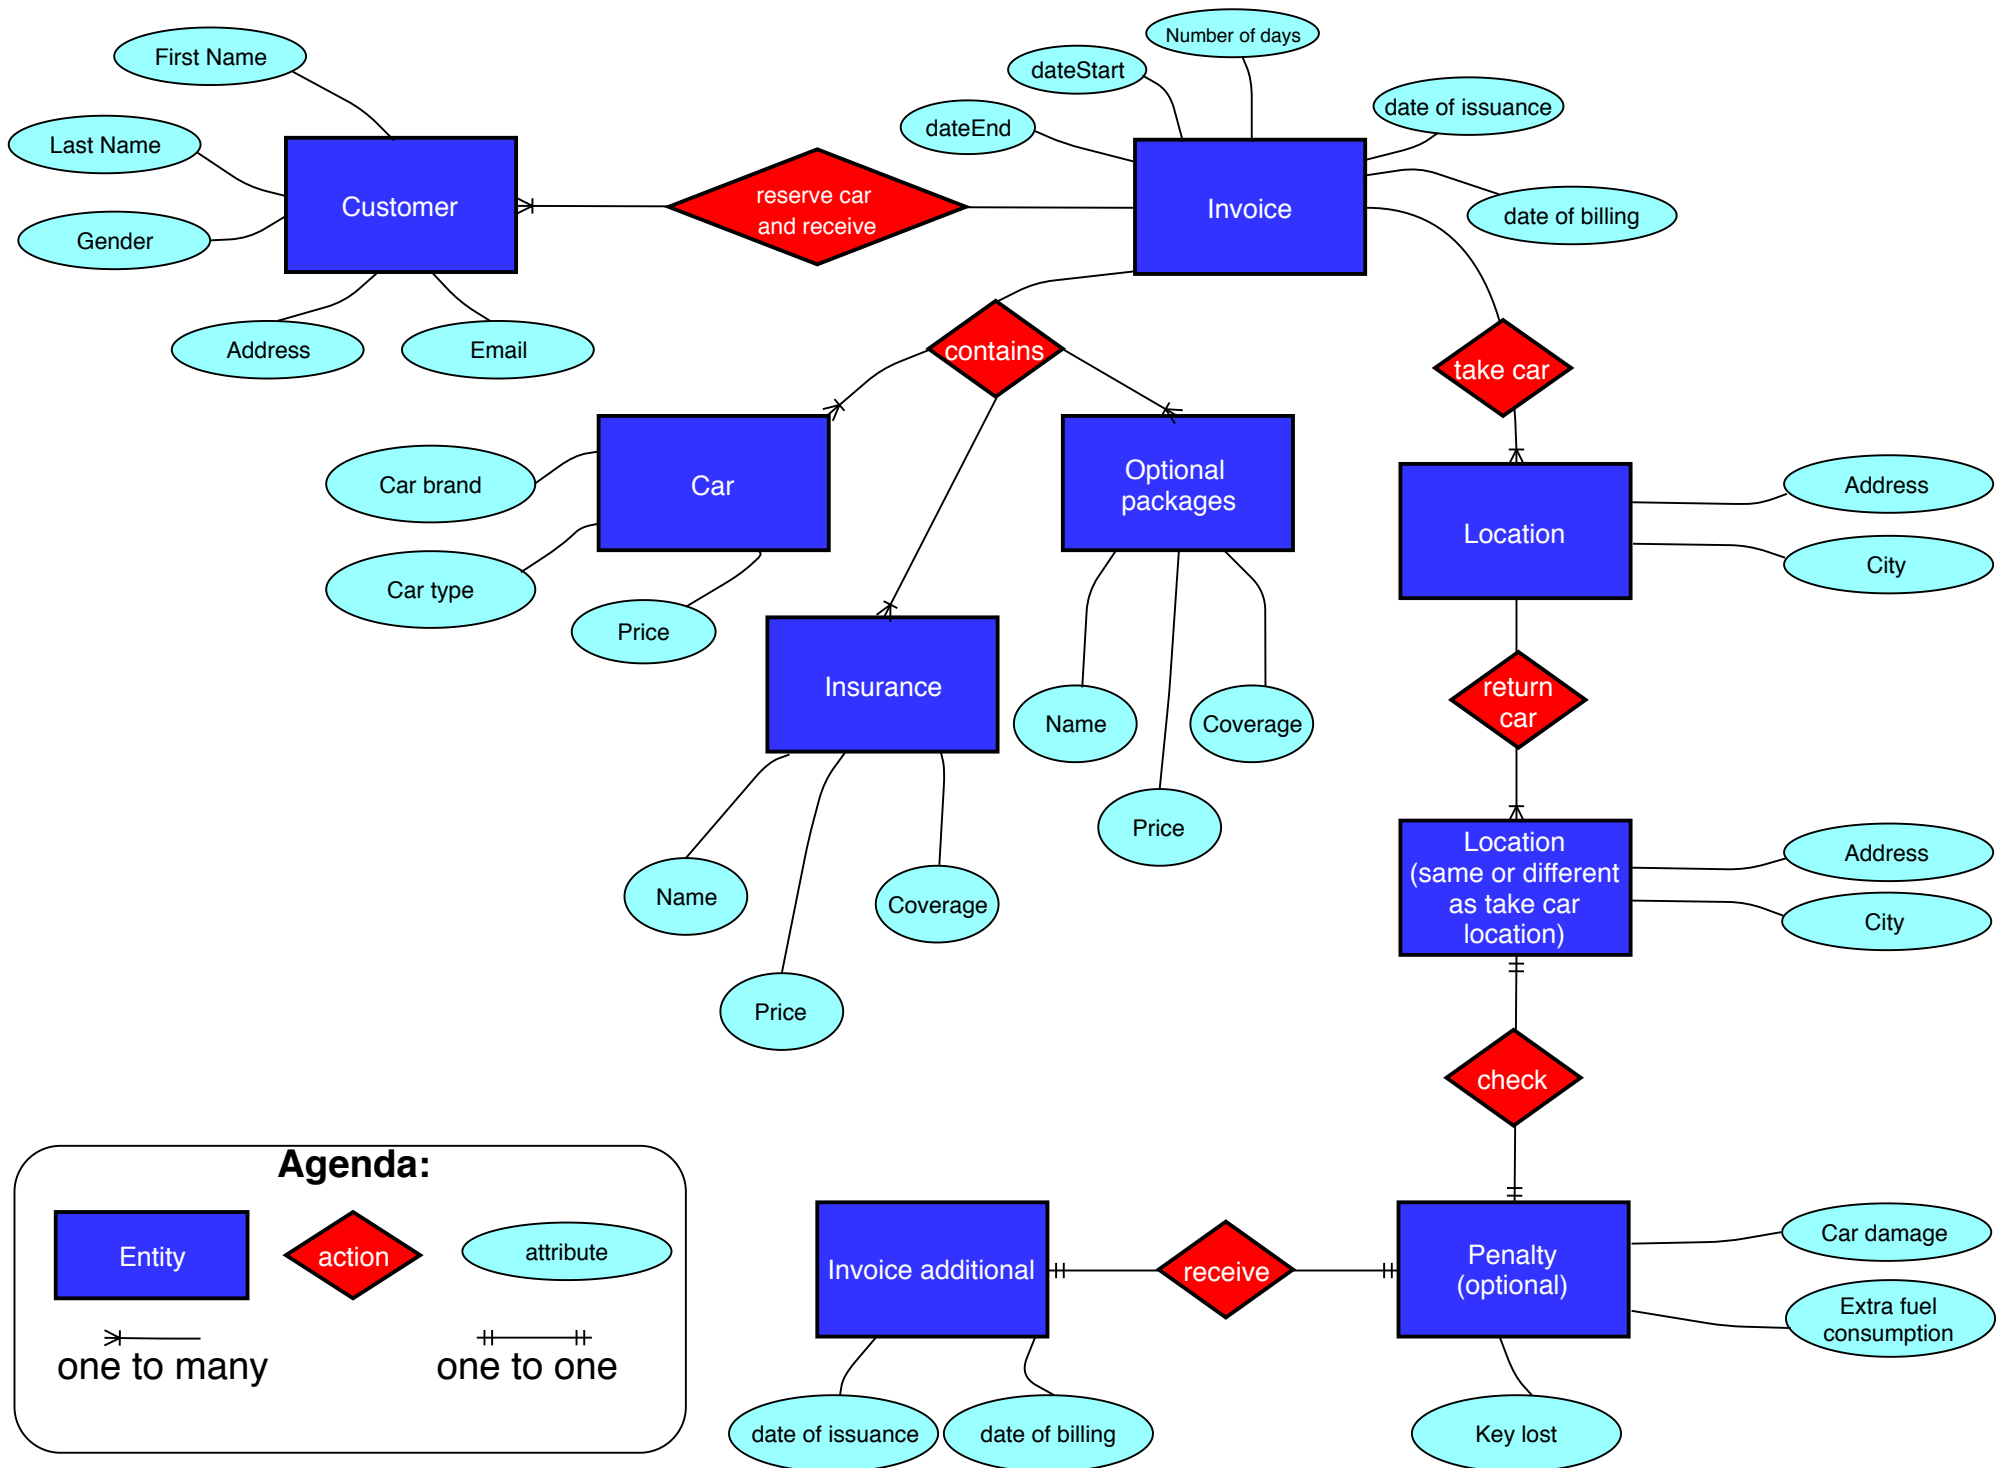 First Name
Last Name
Gender
Address
Email
Customer
reserve car
and receive
dateEnd
dateStart
Number of days
date of issuance
date of billing
Invoice
contains
take car
Car brand
Car type
Price
Car
Optional
packages
Name
Price
Coverage
Insurance
Name
Price
Coverage
Location
Address
City
return
car
Location
(same or different
as take car
location)
Address
City
check
Penalty
(optional)
Car damage
Extra fuel
consumption
Key lost
receive
Invoice additional
date of issuance
date of billing
Agenda:
Entity
action
attribute
one to many
one to one